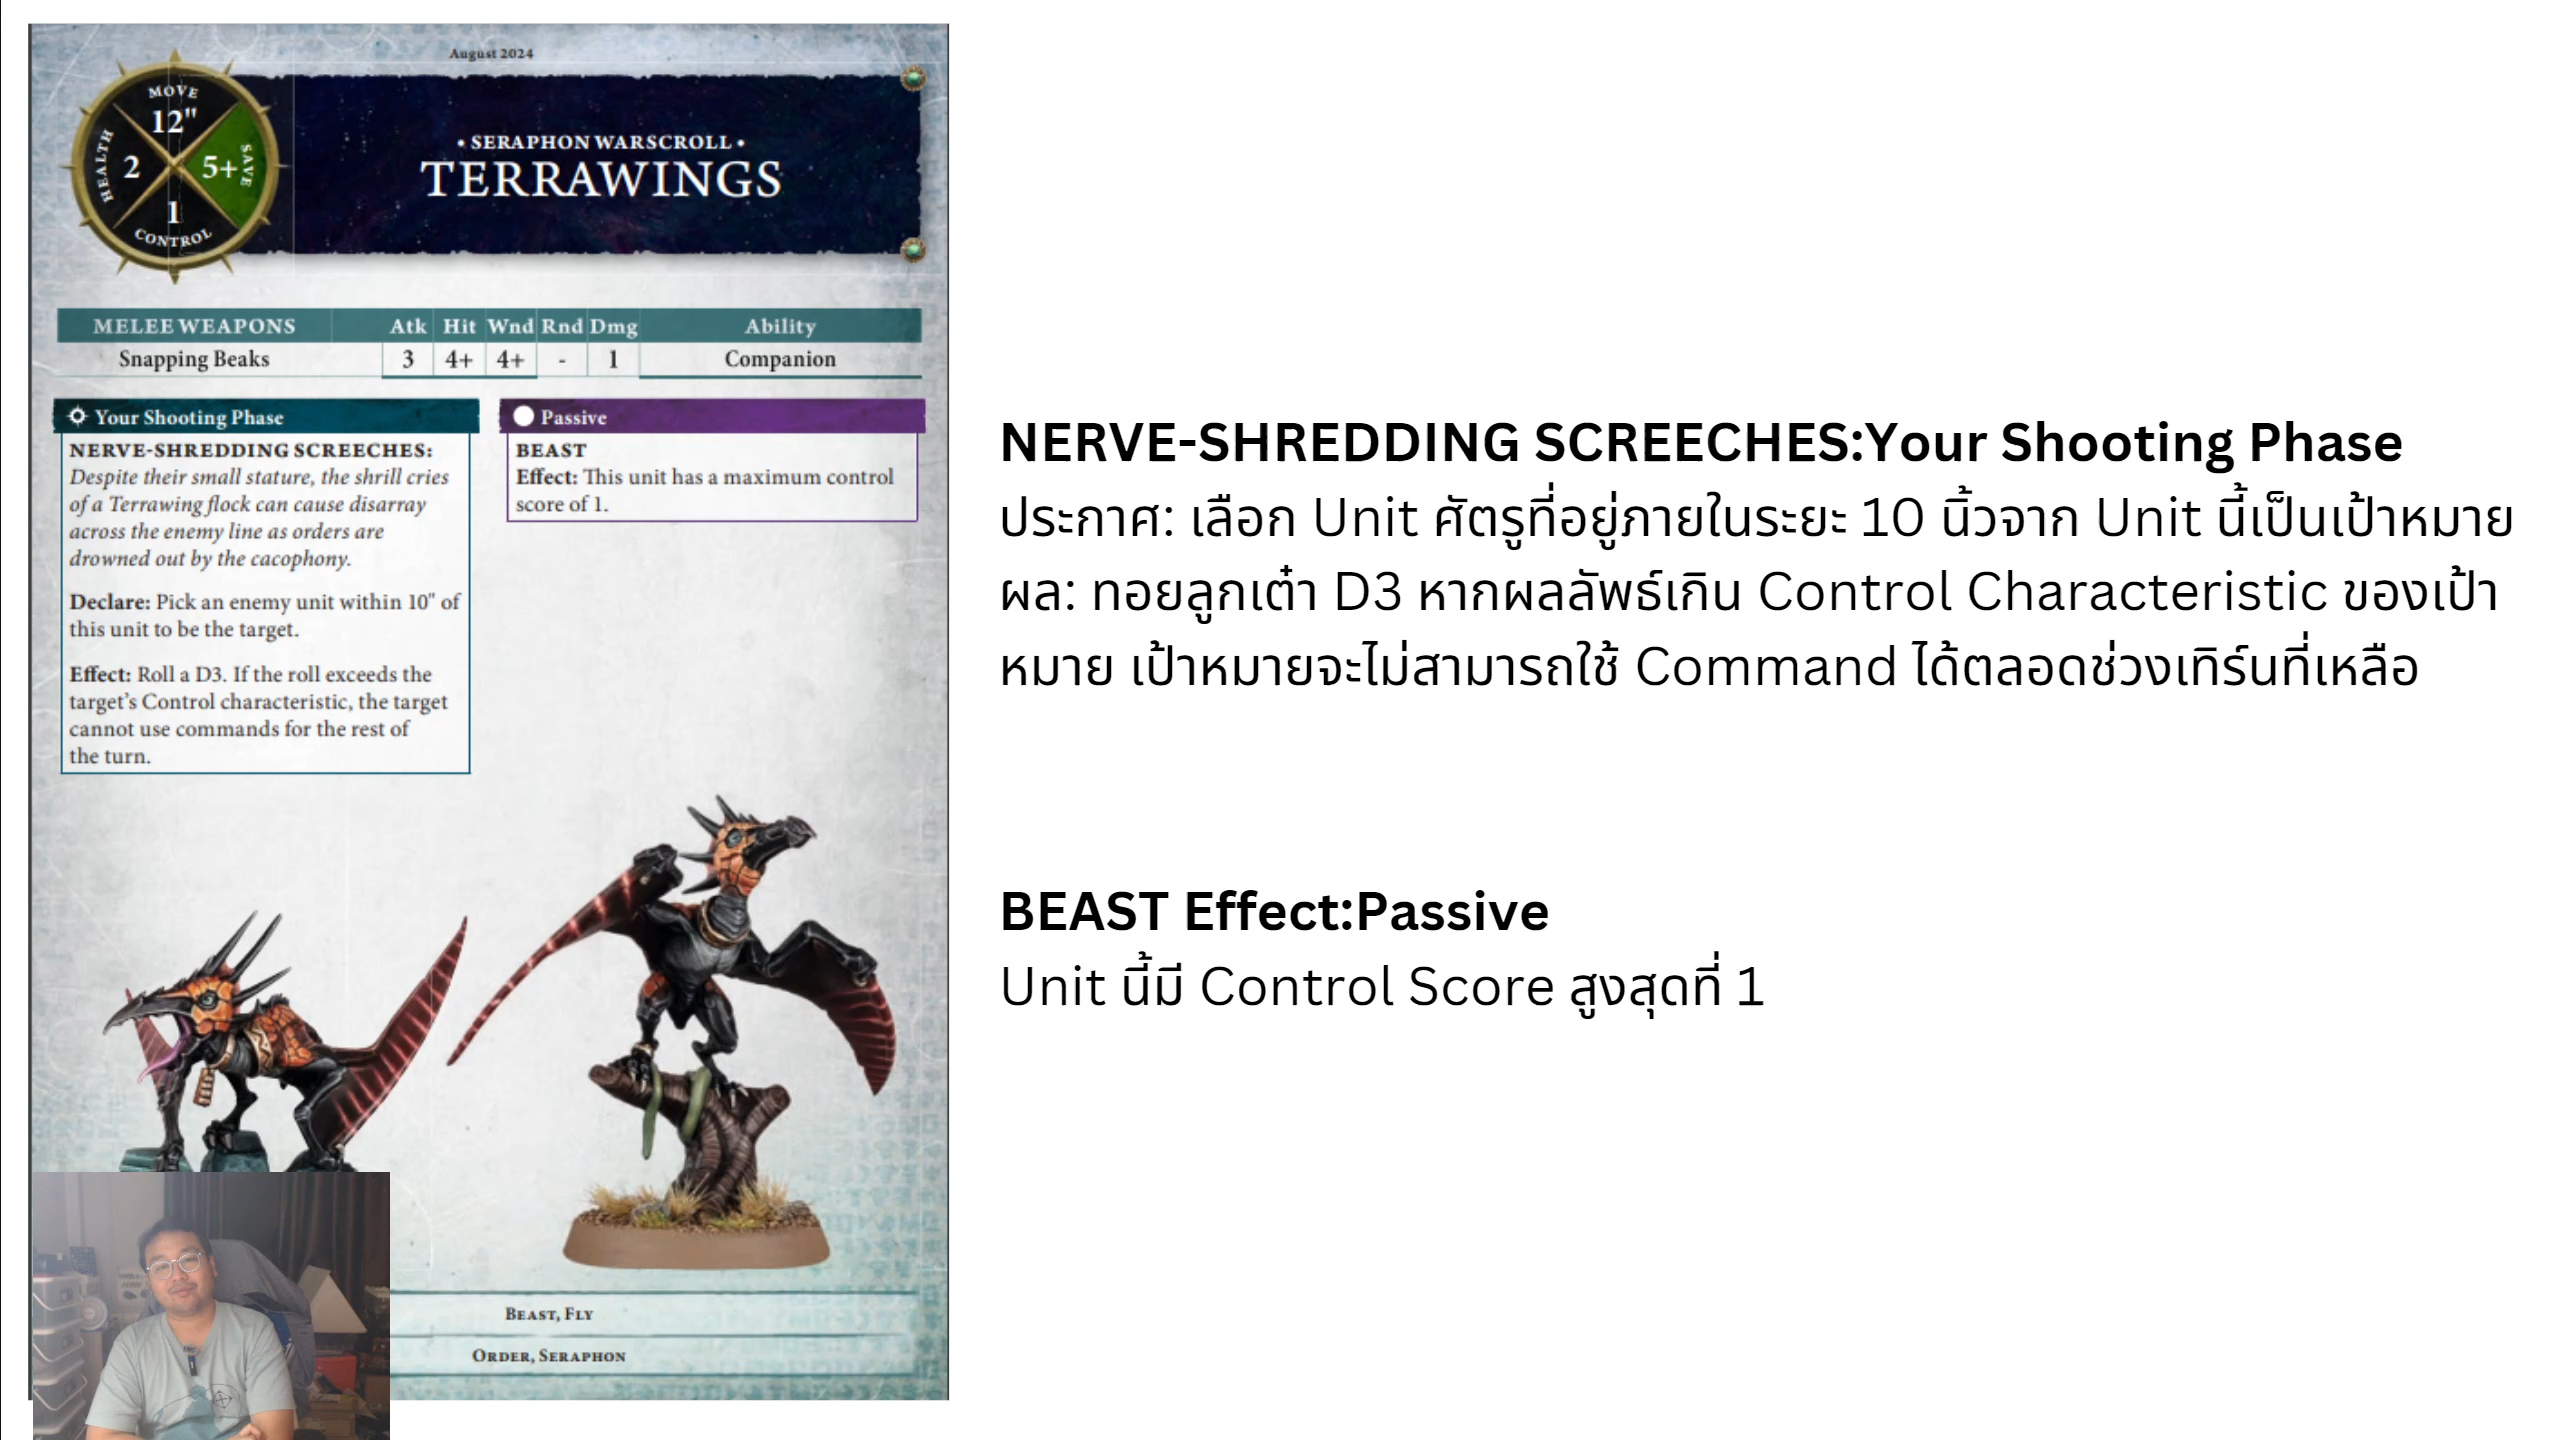 August 2024
MOVE
12"
HEALTH
2
5+
SAVE
1
CONTROL
• SERAPHON WARSCROLL •
TERRAWINGS
MELEE WEAPONS Atk Hit Wnd Rnd Dmg Ability
Snapping Beaks 3 4+ 4+ - 1 Companion
Your Shooting Phase
NERVE-SHREDDING SCREECHES:
Despite their small stature, the shrill cries
of a Terrawing flock can cause disarray
across the enemy line as orders are
drowned out by the cacophony.
Declare: Pick an enemy unit within 10" of
this unit to be the target.
Effect: Roll a D3. If the roll exceeds the
target's Control characteristic, the target
cannot use commands for the rest of
the turn.
Passive
BEAST
Effect: This unit has a maximum control
score of 1.
BEAST, FLY
ORDER, SERAPHON
NERVE-SHREDDING SCREECHES:Your Shooting Phase
ประกาศ: เลือก Unit ศัตรูที่อยู่ภายในระยะ 10 นิ้วจาก Unit นี้เป็นเป้าหมาย
ผล: ทอยลูกเต๋า D3 หากผลลัพธ์เกิน Control Characteristic ของเป้า
หมาย เป้าหมายจะไม่สามารถใช้ Command ได้ตลอดช่วงเทิร์นที่เหลือ
BEAST Effect:Passive
Unit นี้มี Control Score สูงสุดที่ 1